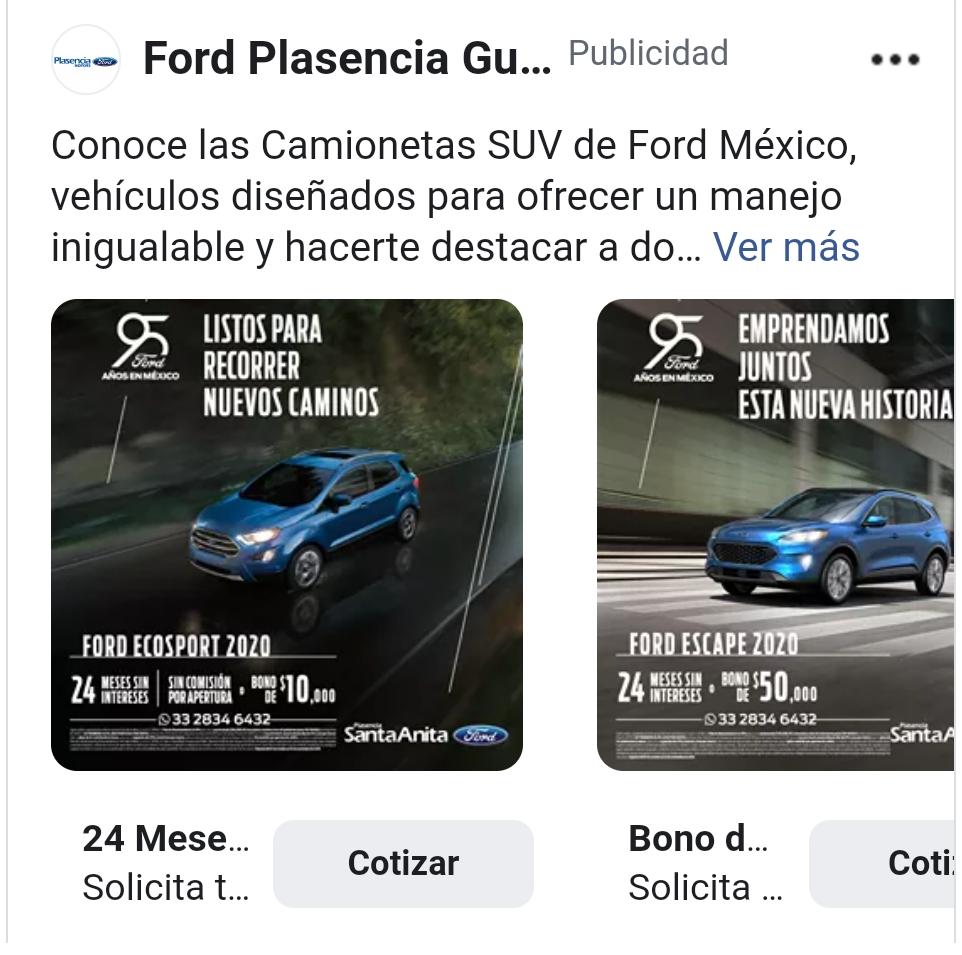 Plasencia Ford
Ford Plasencia Gu... Publicidad
Conoce las Camionetas SUV de Ford México,
vehículos diseñados para ofrecer un manejo
inigualable y hacerte destacar a do... Ver más
95
Ford
AÑOS EN MÉXICO
LISTOS PARA
RECORRER
NUEVOS CAMINOS
FORD ECOSPORT 2020
24 MESES SIN INTERESES | SIN COMISIÓN POR APERTURA • BONO DE $10,000
33 2834 6432
Plasencia
SantaAnita Ford
95
Ford
AÑOS EN MÉXICO
EMPRENDAMOS
JUNTOS
ESTA NUEVA HISTORIA
FORD ESCAPE 2020
24 MESES SIN INTERESES • BONO DE $50,000
33 2834 6432
Plasencia
SantaA
24 Mese...
Solicita t...
Cotizar
Bono d...
Solicita ...
Coti